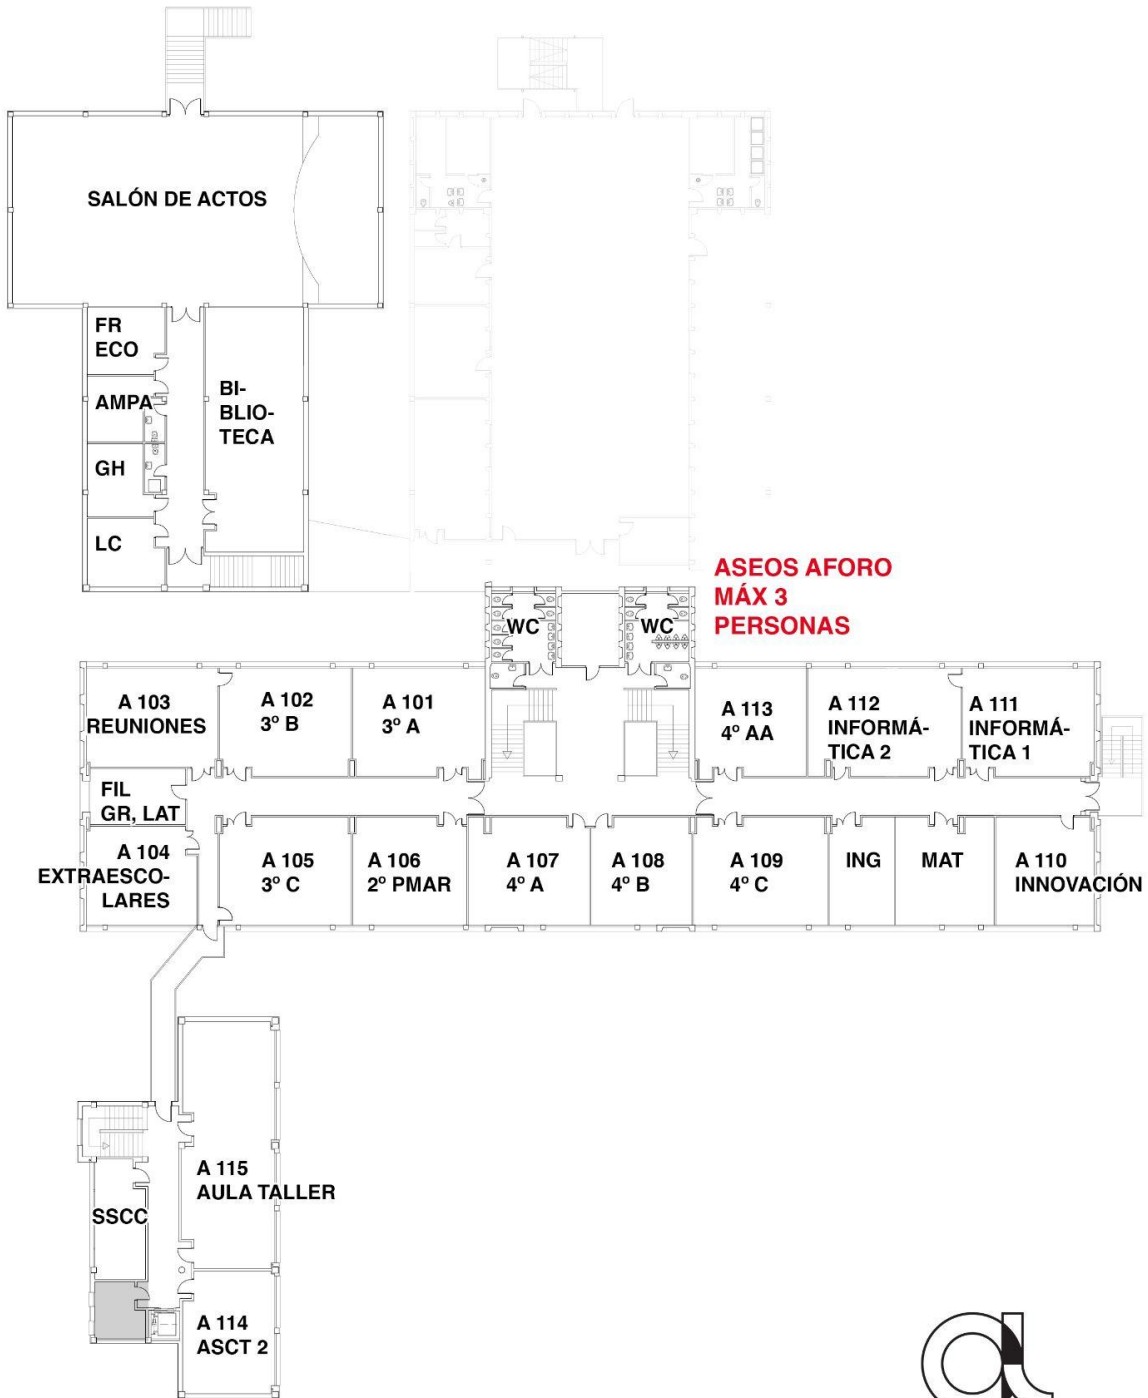 SALÓN DE ACTOS
FR
ECO
AMPA
BI-
BLIO-
TECA
GH
LC
ASEOS AFORO
MÁX 3
PERSONAS
WC
WC
A 103
REUNIONES
A 102
3º B
A 101
3º A
A 113
4º AA
A 112
INFORMÁ-
TICA 2
A 111
INFORMÁ-
TICA 1
FIL
GR, LAT
A 104
EXTRAESCO-
LARES
A 105
3º C
A 106
2º PMAR
A 107
4º A
A 108
4º B
A 109
4º C
ING
MAT
A 110
INNOVACIÓN
A 115
AULA TALLER
SSCC
A 114
ASCT 2